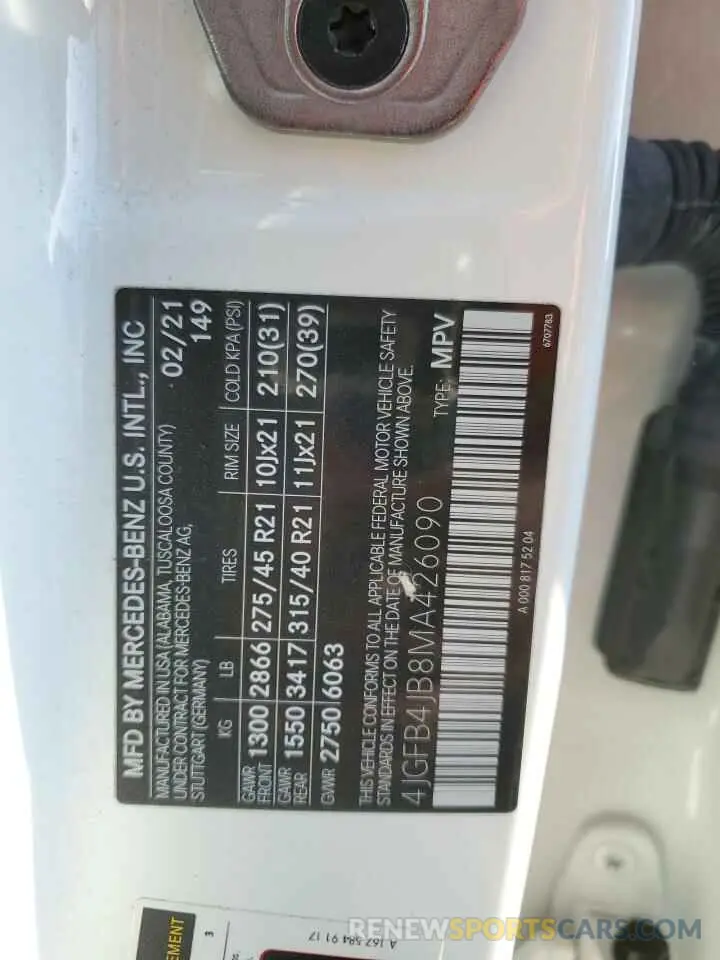 MFD BY MERCEDES-BENZ U.S. INTL., INC
MANUFACTURED IN USA (ALABAMA, TUSCALOOSA COUNTY) 02/21
UNDER CONTRACT FOR MERCEDES-BENZ AG,
STUTTGART (GERMANY) 149
KG LB TIRES RIM SIZE COLD KPA (PSI)
GAWR FRONT 1300 2866 275/45 R21 10Jx21 210(31)
GAWR REAR 1550 3417 315/40 R21 11Jx21 270(39)
GVWR 2750 6063
THIS VEHICLE CONFORMS TO ALL APPLICABLE FEDERAL MOTOR VEHICLE SAFETY
STANDARDS IN EFFECT ON THE DATE OF MANUFACTURE SHOWN ABOVE.
4JGFB4JB8MA426090 TYPE: MPV
A 000 817 52 04 6707783
EMENT
3
A 167 584 91 17
RENEWSPORTSCARS.COM